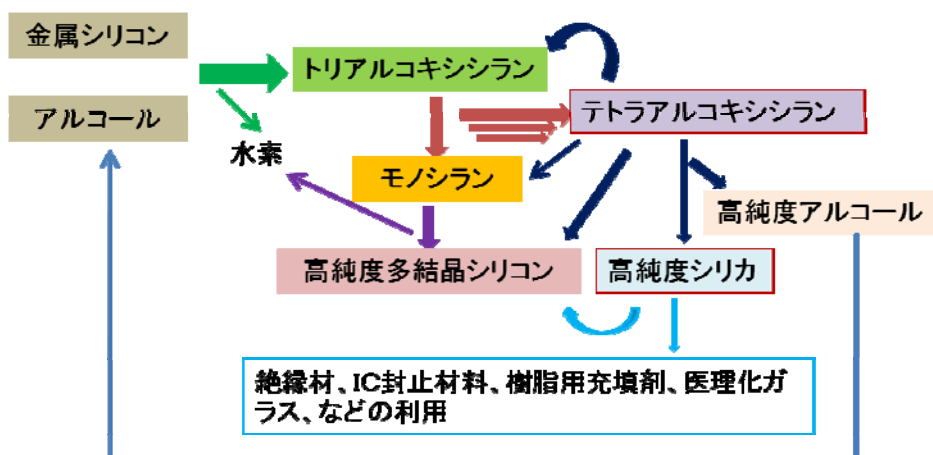 金属シリコン
トリアルコキシシラン
アルコール
テトラアルコキシシラン
水素
モノシラン
高純度アルコール
高純度多結晶シリコン
高純度シリカ
絶縁材、IC封止材料、樹脂用充填剤、医理化ガ
ラス、などの利用